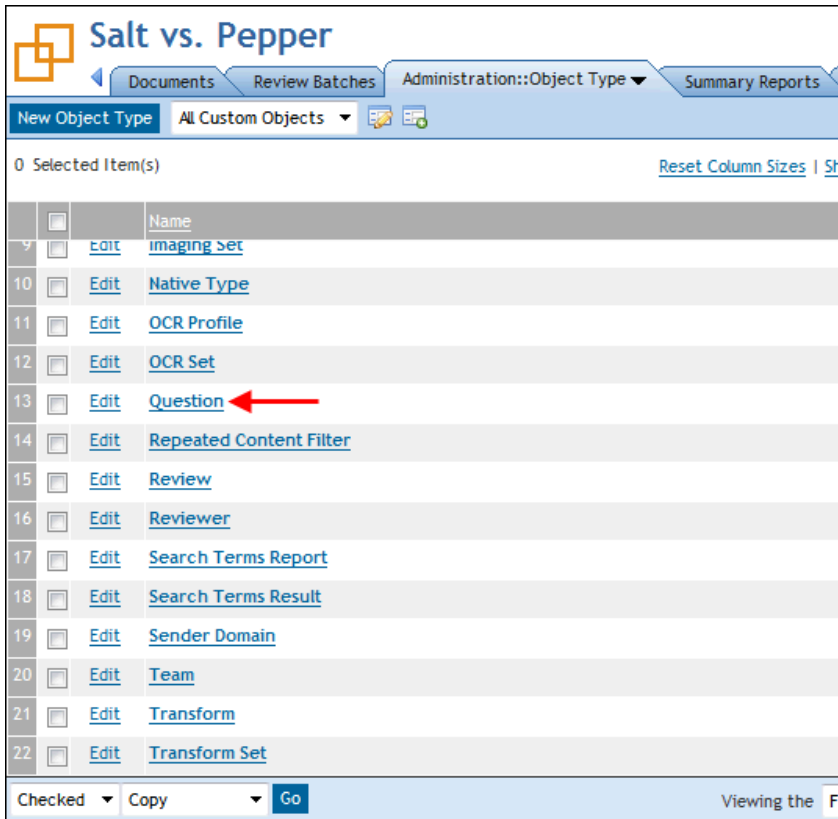 Salt vs. Pepper
Documents Review Batches Administration::Object Type Summary Reports
New Object Type All Custom Objects
0 Selected Item(s) Reset Column Sizes | Sh
Name
9 Edit Imaging Set
10 Edit Native Type
11 Edit OCR Profile
12 Edit OCR Set
13 Edit Question
14 Edit Repeated Content Filter
15 Edit Review
16 Edit Reviewer
17 Edit Search Terms Report
18 Edit Search Terms Result
19 Edit Sender Domain
20 Edit Team
21 Edit Transform
22 Edit Transform Set
Checked Copy Go Viewing the F